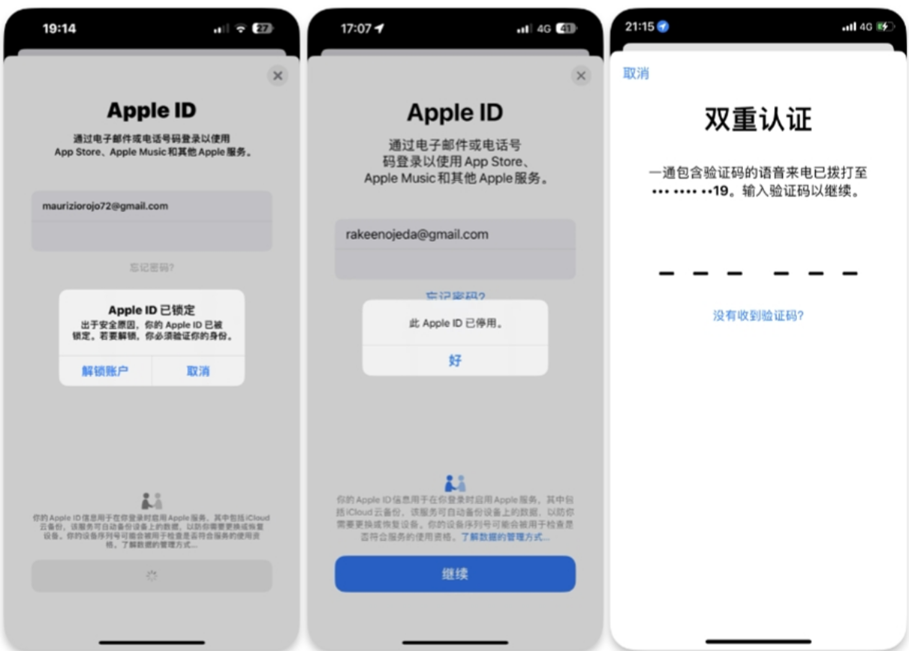 19:14
27
Apple ID
通过电子邮件或电话号码登录以使用
App Store、Apple Music 和其他 Apple 服务。
maurizioroj072@gmail.com
忘记密码?
Apple ID 已锁定
出于安全原因,你的 Apple ID 已被
锁定。若要解锁,你必须验证你的身份。
解锁账户
取消
你的 Apple ID 信息用于在你登录时启用 Apple 服务,其中包括 iCloud
云备份,该服务可自动备份设备上的数据,以防你需要更换或恢复
设备。你的设备序列号可能会被用于检查是否符合服务的使用资
格。了解数据的管理方式...
17:07
4G
41
Apple ID
通过电子邮件或电话号
码登录以使用 App Store、
Apple Music 和其他 Apple 服务。
rakeenojeda@gmail.com
忘记密码?
此 Apple ID 已停用。
好
你的 Apple ID 信息用于在你登录时启用 Apple 服务,其中包
括 iCloud 云备份,该服务可自动备份设备上的数据,以防你
需要更换或恢复设备。你的设备序列号可能会被用于检查是
否符合服务的使用资格。了解数据的管理方式...
继续
21:15
4G
取消
双重认证
一通包含验证码的语音来电已拨打至
••• •••• ••19。输入验证码以继续。
没有收到验证码?